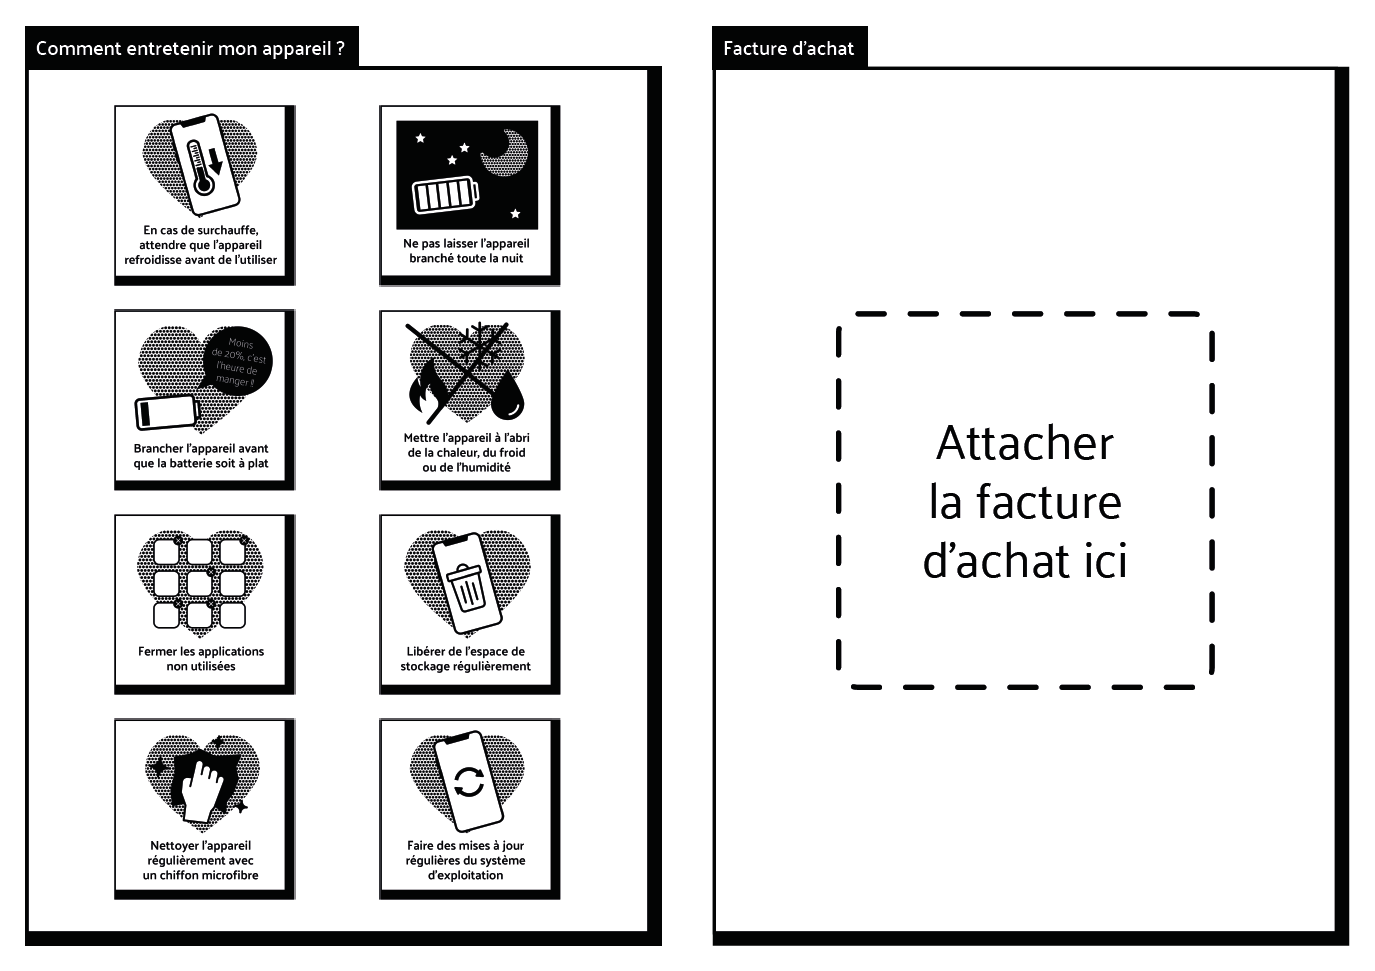 Comment entretenir mon appareil ?
En cas de surchauffe,
attendre que l'appareil
refroidisse avant de l'utiliser
Ne pas laisser l'appareil
branché toute la nuit
Moins
de 20%, c'est
l'heure de
manger !!
Brancher l'appareil avant
que la batterie soit à plat
Mettre l'appareil à l'abri
de la chaleur, du froid
ou de l'humidité
Fermer les applications
non utilisées
Libérer de l'espace de
stockage régulièrement
Nettoyer l'appareil
régulièrement avec
un chiffon microfibre
Faire des mises à jour
régulières du système
d'exploitation
Facture d'achat
Attacher
la facture
d'achat ici